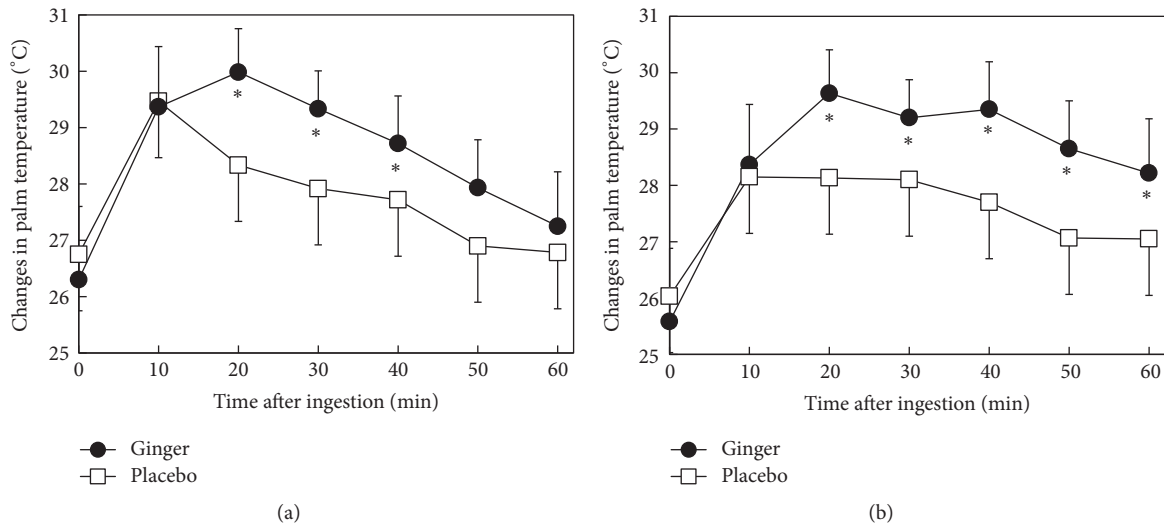 31
30
29
28
27
26
25
Changes in palm temperature (°C)
*
*
*
0 10 20 30 40 50 60
Time after ingestion (min)
Ginger
Placebo
(a)
31
30
29
28
27
26
25
Changes in palm temperature (°C)
*
*
*
*
*
0 10 20 30 40 50 60
Time after ingestion (min)
Ginger
Placebo
(b)